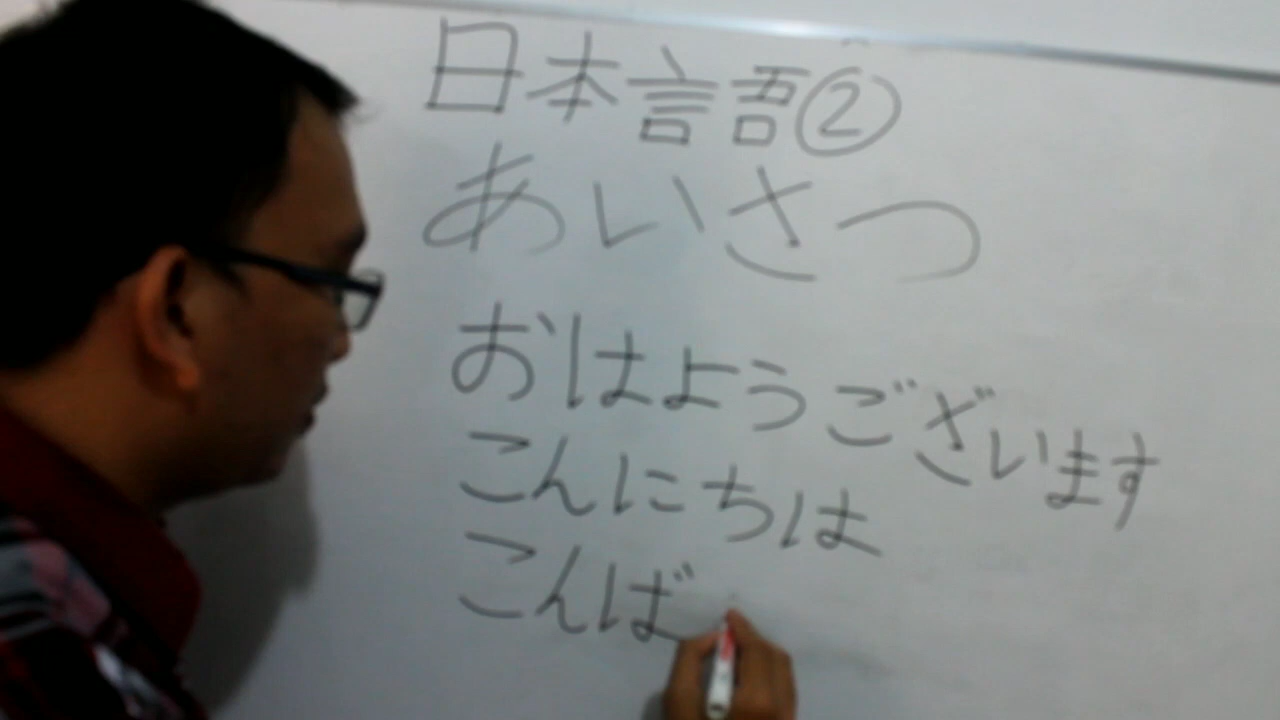 日本語②
あいさつ
おはようございます
こんにちは
こんば